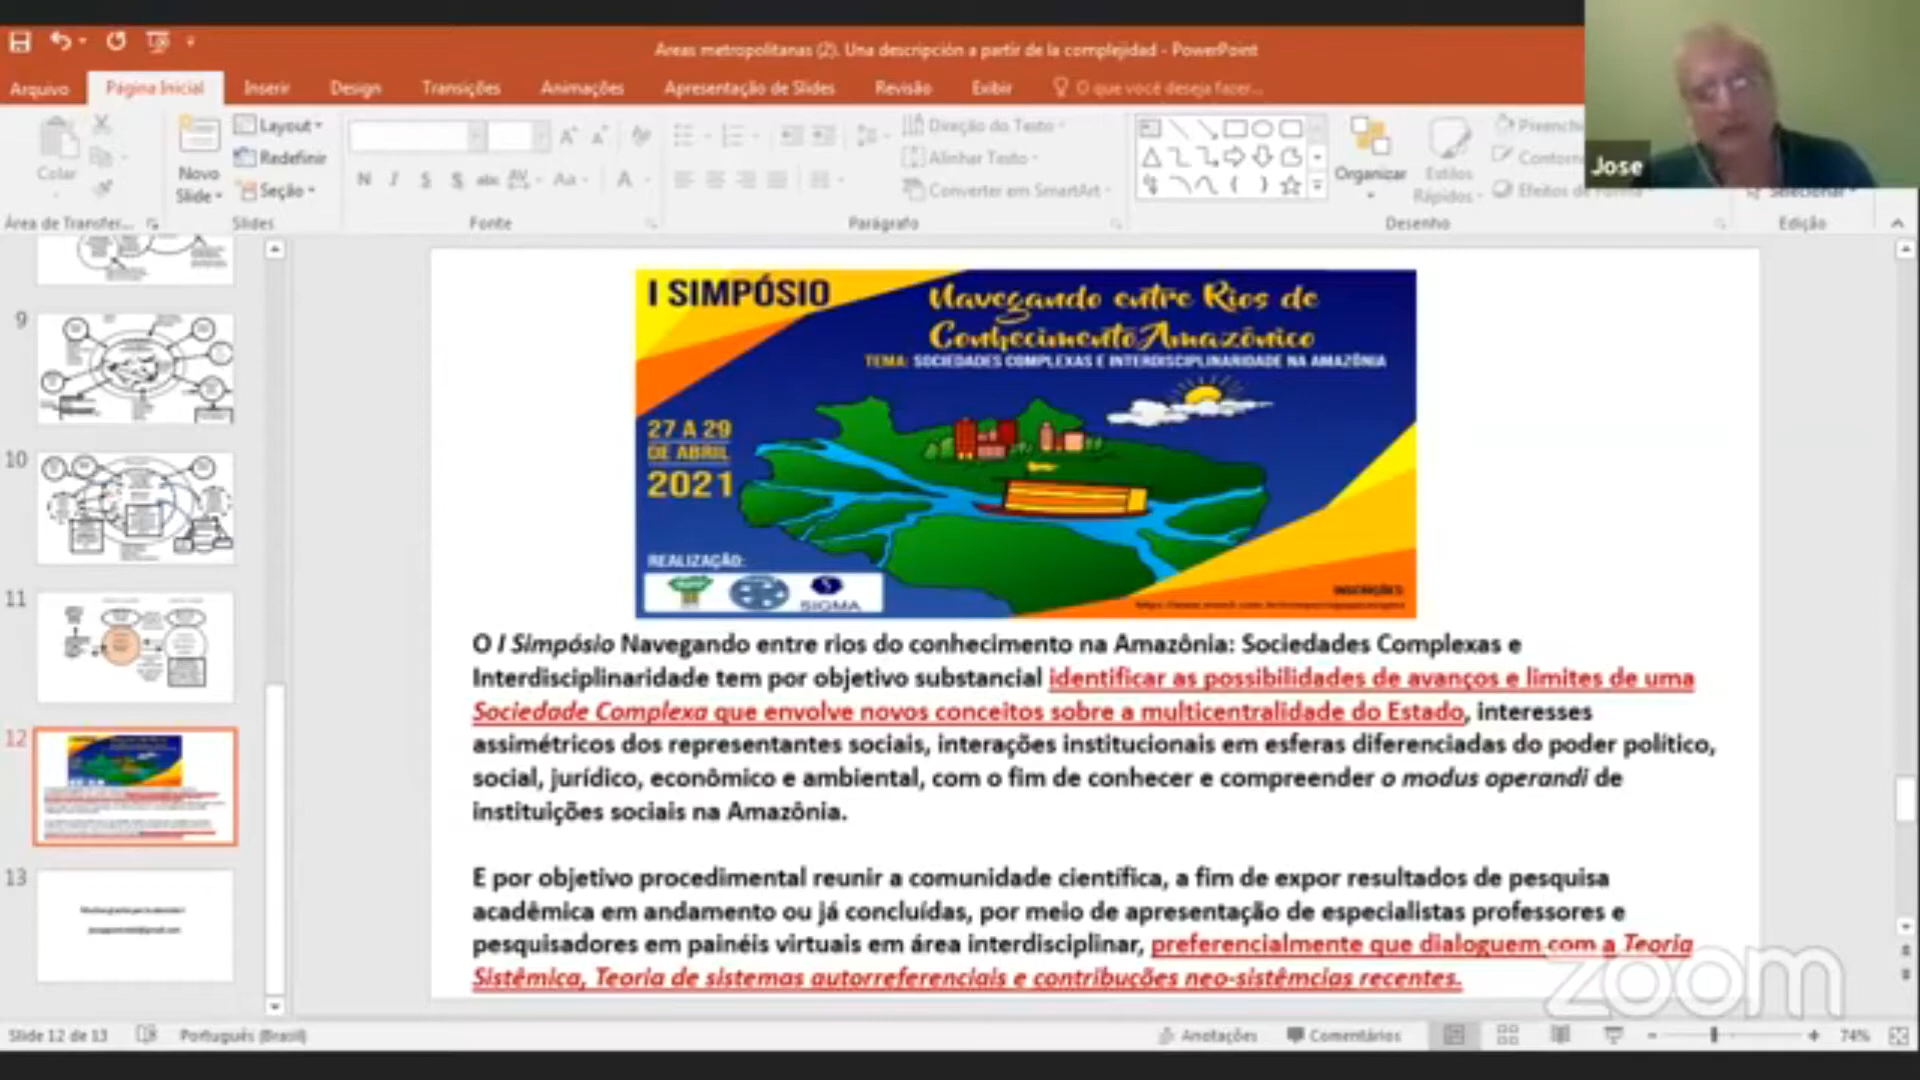 Areas metropolitanas (2). Una descripción a partir de la complejidad - PowerPoint
Arquivo Página Inicial Inserir Design Transições Animações Apresentação de Slides Revisão Exibir O que você deseja fazer...
Colar
Novo Slide
Layout
Redefinir
Seção
Direção do Texto
Alinhar Texto
Converter em SmartArt
Organizar
Estilos Rápidos
Área de Transfer... Slides Fonte Parágrafo Desenho Edição
Jose
9
10
11
12
13
I SIMPÓSIO
Navegando entre Rios de
Conhecimento Amazônico
TEMA: SOCIEDADES COMPLEXAS E INTERDISCIPLINARIDADE NA AMAZÔNIA
27 A 29
DE ABRIL
2021
REALIZAÇÃO:
SIGMA
INSCRIÇÕES:
O I Simpósio Navegando entre rios do conhecimento na Amazônia: Sociedades Complexas e
Interdisciplinaridade tem por objetivo substancial identificar as possibilidades de avanços e limites de uma
Sociedade Complexa que envolve novos conceitos sobre a multicentralidade do Estado, interesses
assimétricos dos representantes sociais, interações institucionais em esferas diferenciadas do poder político,
social, jurídico, econômico e ambiental, com o fim de conhecer e compreender o modus operandi de
instituições sociais na Amazônia.
E por objetivo procedimental reunir a comunidade científica, a fim de expor resultados de pesquisa
acadêmica em andamento ou já concluídas, por meio de apresentação de especialistas professores e
pesquisadores em painéis virtuais em área interdisciplinar, preferencialmente que dialoguem com a Teoria
Sistêmica, Teoria de sistemas autorreferenciais e contribuções neo-sistêmcias recentes.
zoom
Slide 12 de 13 Português (Brasil) Anotações Comentários 74%